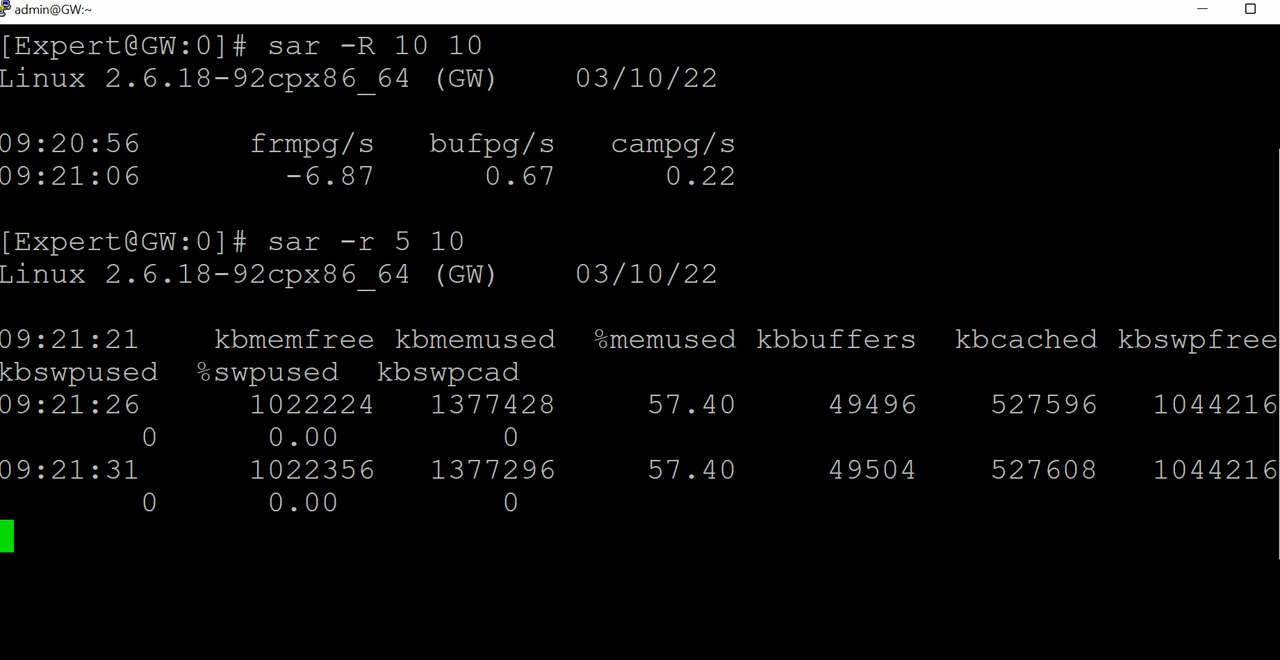 admin@GW:~
[Expert@GW:0]# sar -R 10 10
Linux 2.6.18-92cpx86_64 (GW) 03/10/22
09:20:56 frmpg/s bufpg/s campg/s
09:21:06 -6.87 0.67 0.22
[Expert@GW:0]# sar -r 5 10
Linux 2.6.18-92cpx86_64 (GW) 03/10/22
09:21:21 kbmemfree kbmemused %memused kbbuffers kbcached kbswpfree
kbswpused %swpused kbswpcad
09:21:26 1022224 1377428 57.40 49496 527596 1044216
0 0.00 0
09:21:31 1022356 1377296 57.40 49504 527608 1044216
0 0.00 0